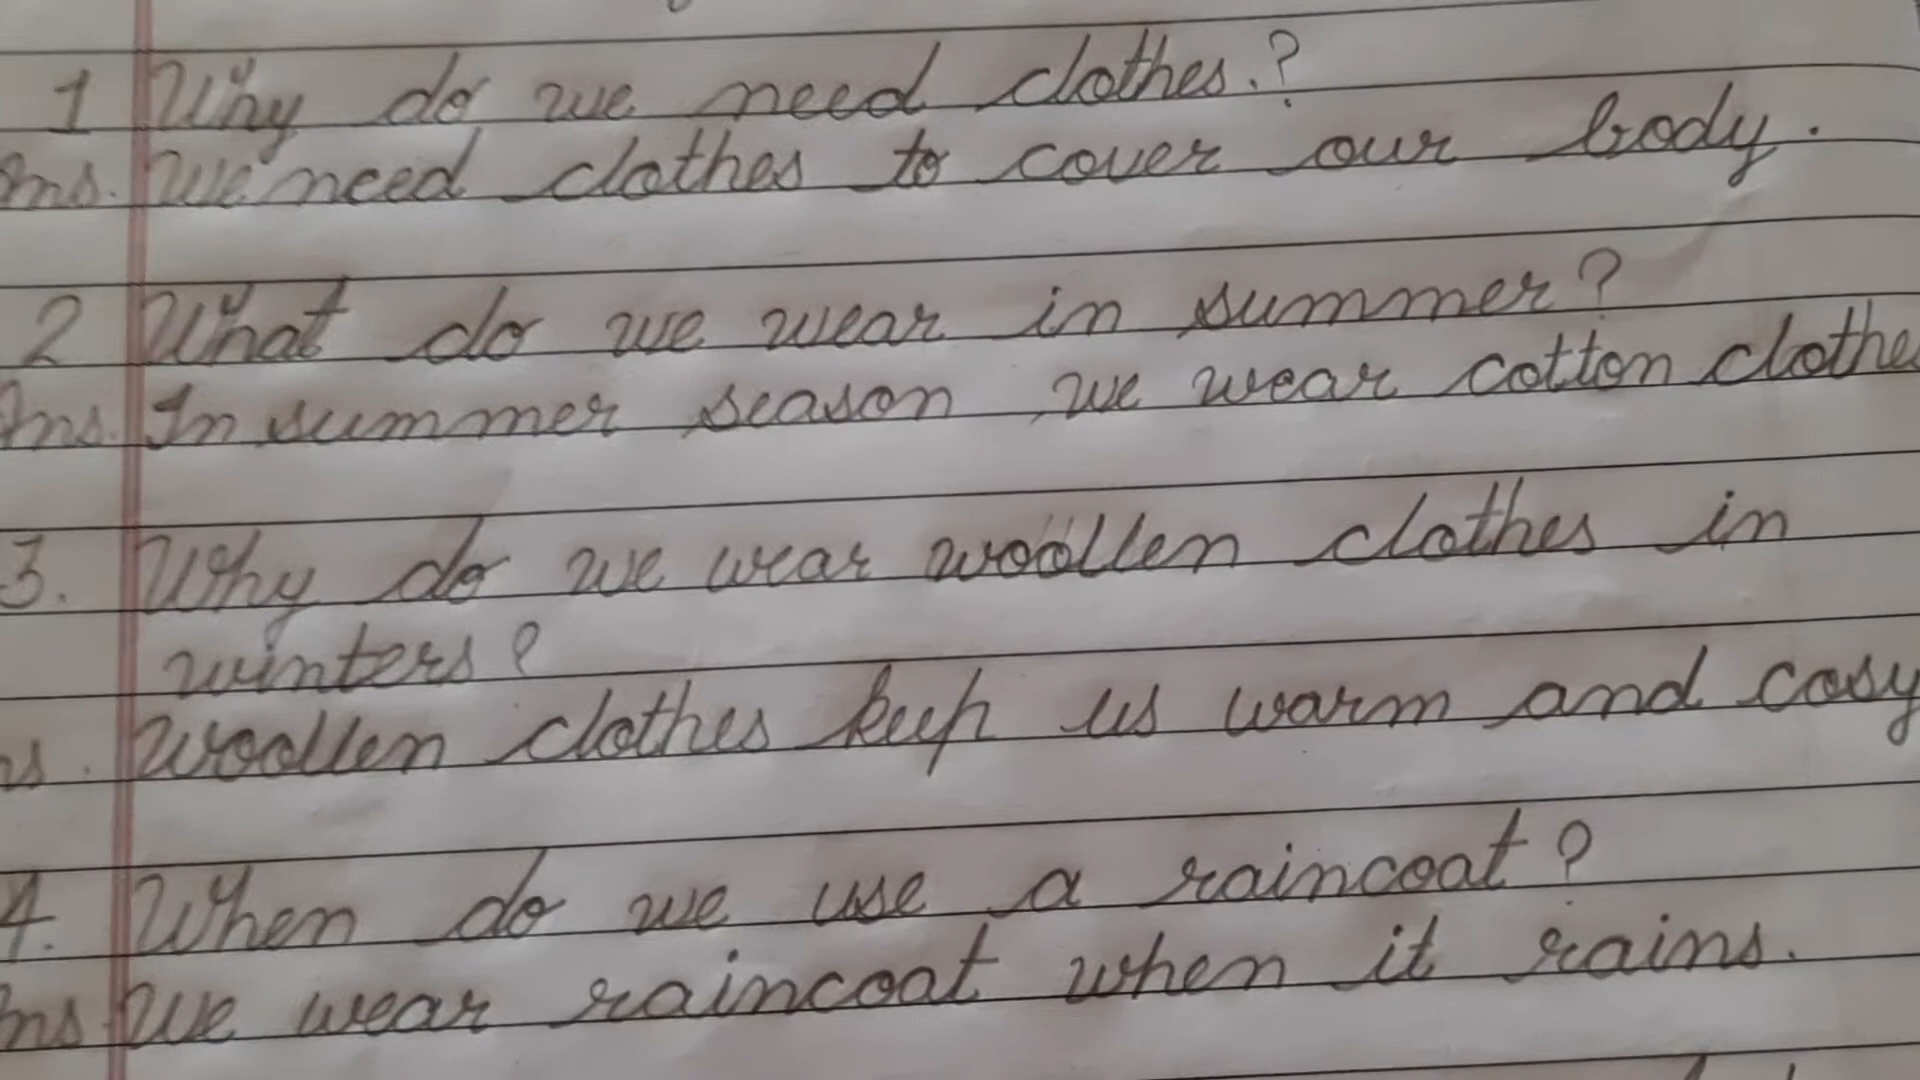 1 Why do we need clothes.?
Ans. We need clothes to cover our body.
2 What do we wear in summer?
Ans. In summer season, we wear cotton clothe
3. Why do we wear woollen clothes in
winters?
ns. Woollen clothes keep us warm and cosy
4. When do we use a raincoat?
Ans. We wear raincoat when it rains.